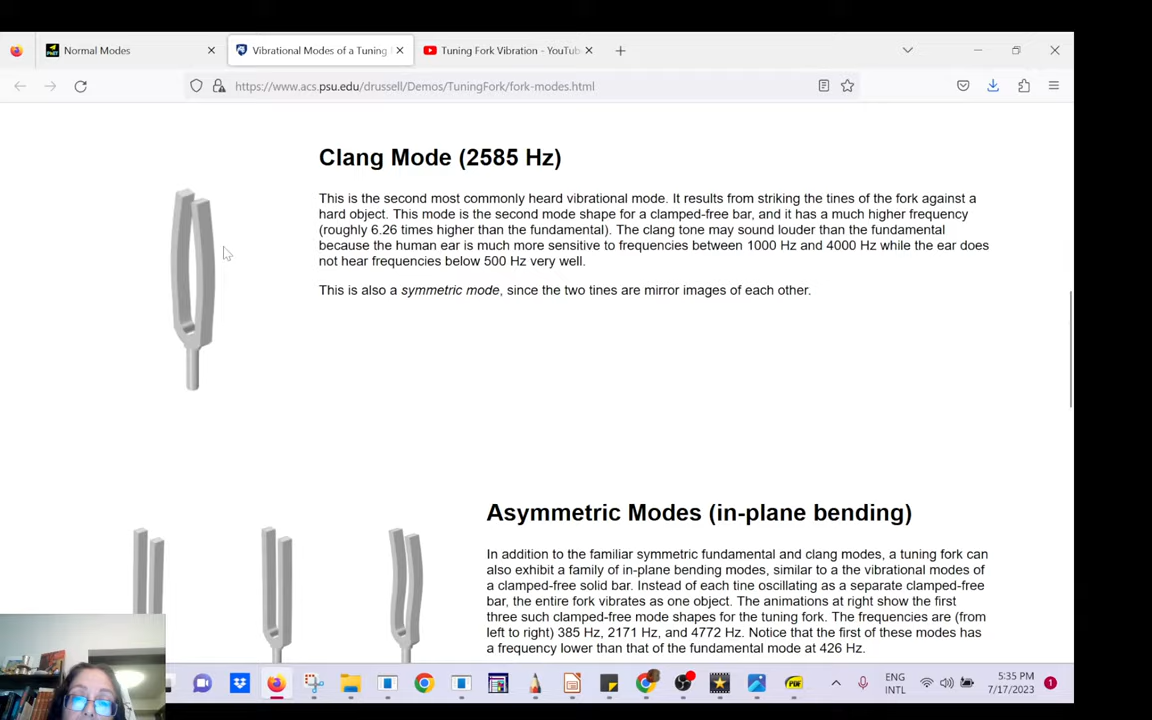 Normal Modes
Vibrational Modes of a Tuning
Tuning Fork Vibration - YouTub
https://www.acs.psu.edu/drussell/Demos/TuningFork/fork-modes.html
Clang Mode (2585 Hz)
This is the second most commonly heard vibrational mode. It results from striking the tines of the fork against a
hard object. This mode is the second mode shape for a clamped-free bar, and it has a much higher frequency
(roughly 6.26 times higher than the fundamental). The clang tone may sound louder than the fundamental
because the human ear is much more sensitive to frequencies between 1000 Hz and 4000 Hz while the ear does
not hear frequencies below 500 Hz very well.
This is also a symmetric mode, since the two tines are mirror images of each other.
Asymmetric Modes (in-plane bending)
In addition to the familiar symmetric fundamental and clang modes, a tuning fork can
also exhibit a family of in-plane bending modes, similar to a the vibrational modes of
a clamped-free solid bar. Instead of each tine oscillating as a separate clamped-free
bar, the entire fork vibrates as one object. The animations at right show the first
three such clamped-free mode shapes for the tuning fork. The frequencies are (from
left to right) 385 Hz, 2171 Hz, and 4772 Hz. Notice that the first of these modes has
a frequency lower than that of the fundamental mode at 426 Hz.
PDF
ENG
INTL
5:35 PM
7/17/2023
1